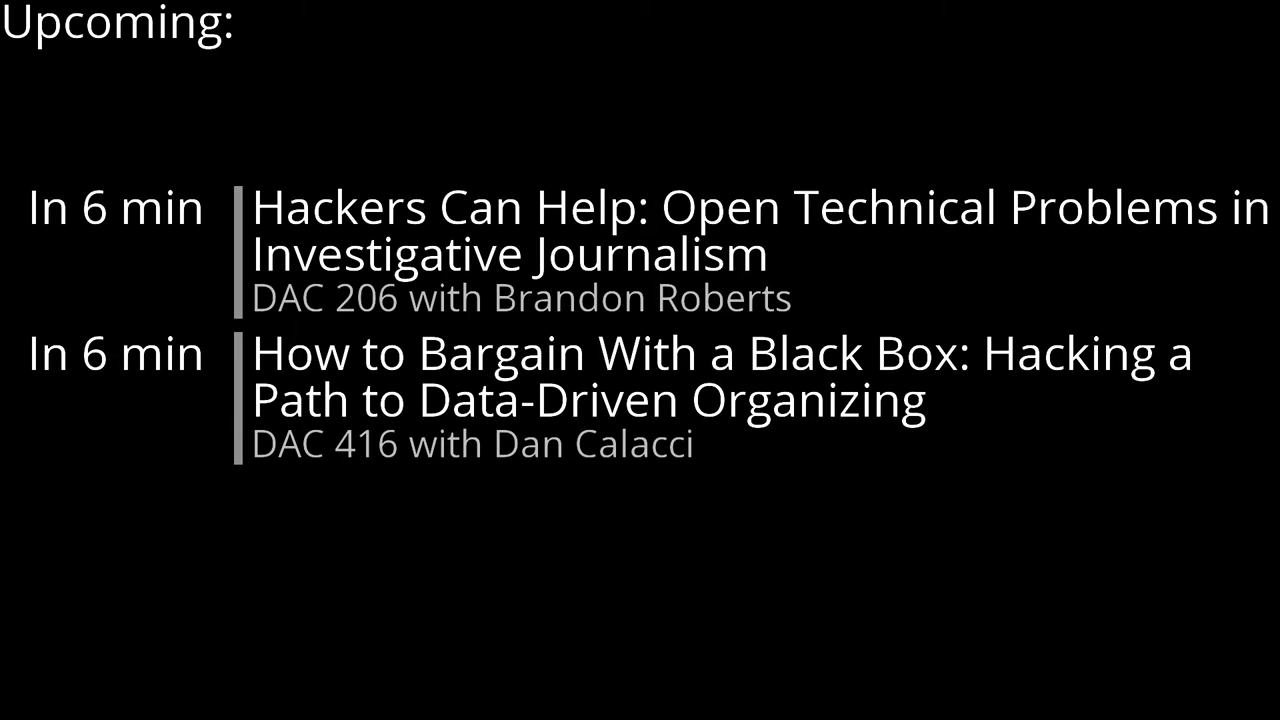 Upcoming:
In 6 min
Hackers Can Help: Open Technical Problems in
Investigative Journalism
DAC 206 with Brandon Roberts
In 6 min
How to Bargain With a Black Box: Hacking a
Path to Data-Driven Organizing
DAC 416 with Dan Calacci